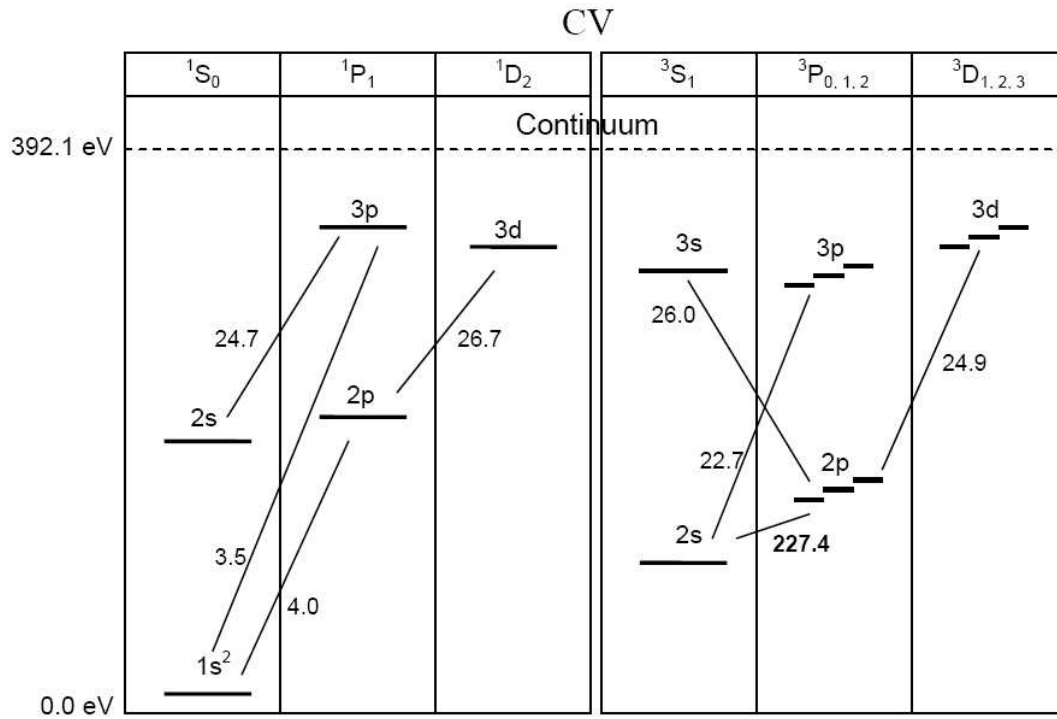 CV
¹S₀ ¹P₁ ¹D₂ ³S₁ ³P₀, ₁, ₂ ³D₁, ₂, ₃
Continuum
392.1 eV
3p 3d 3s 3p 3d
24.7 26.7 26.0 24.9
2s 2p 22.7 2p
3.5 4.0 2s 227.4
1s²
0.0 eV